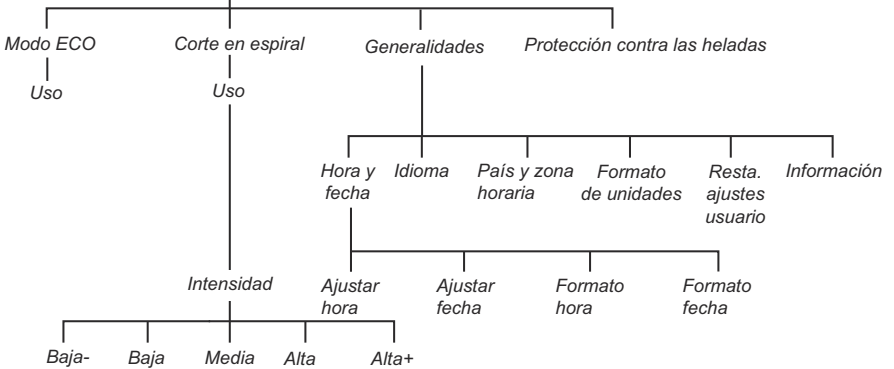 Modo ECO
Corte en espiral
Generalidades
Protección contra las heladas
Uso
Uso
Hora y
fecha
Idioma
País y zona
horaria
Formato
de unidades
Resta.
ajustes
usuario
Información
Intensidad
Ajustar
hora
Ajustar
fecha
Formato
hora
Formato
fecha
Baja-
Baja
Media
Alta
Alta+